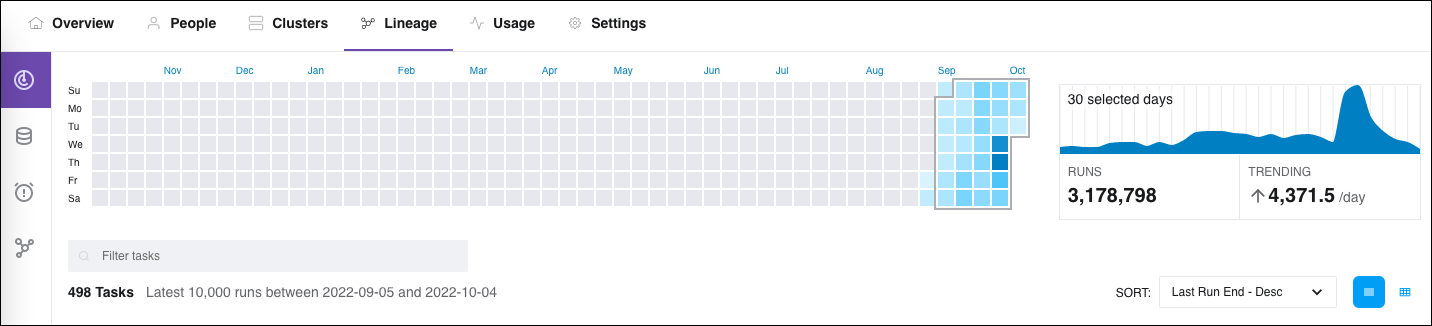 Overview People Clusters Lineage Usage Settings
Nov Dec Jan Feb Mar Apr May Jun Jul Aug Sep Oct
Su
Mo
Tu
We
Th
Fr
Sa
30 selected days
RUNS
3,178,798
TRENDING
4,371.5 /day
Filter tasks
498 Tasks Latest 10,000 runs between 2022-09-05 and 2022-10-04
SORT: Last Run End - Desc